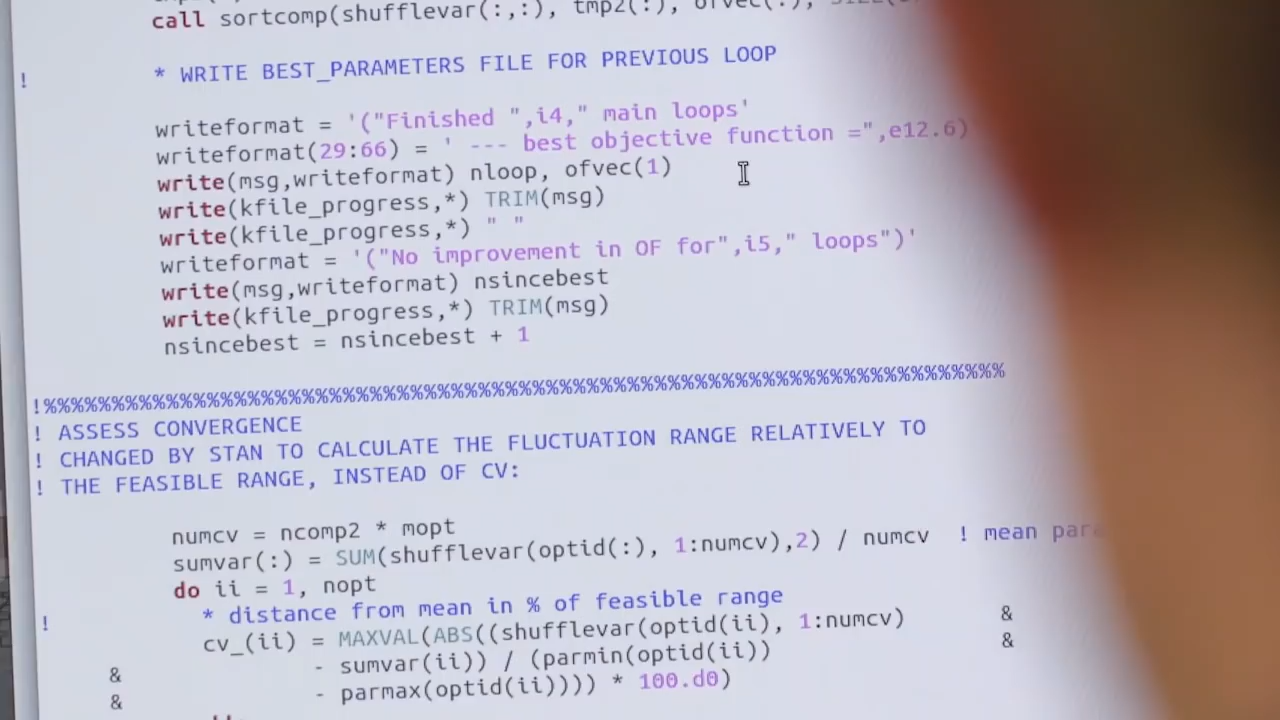 call sortcomp(shufflevar(:,:), tmp2(:), ofvec(:),
! * WRITE BEST_PARAMETERS FILE FOR PREVIOUS LOOP
writeformat = '("Finished ",i4," main loops'
writeformat(29:66) = ' --- best objective function =",e12.6)
write(msg,writeformat) nloop, ofvec(1)
write(kfile_progress,*) TRIM(msg)
write(kfile_progress,*) " "
writeformat = '("No improvement in OF for",i5," loops")'
write(msg,writeformat) nsincebest
write(kfile_progress,*) TRIM(msg)
nsincebest = nsincebest + 1
!%%%%%%%%%%%%%%%%%%%%%%%%%%%%%%%%%%%%%%%%%%%%%%%%%%%%%%%%%%%%%%%%%%%%%%%
! ASSESS CONVERGENCE
! CHANGED BY STAN TO CALCULATE THE FLUCTUATION RANGE RELATIVELY TO
! THE FEASIBLE RANGE, INSTEAD OF CV:
numcv = ncomp2 * mopt
sumvar(:) = SUM(shufflevar(optid(:), 1:numcv),2) / numcv ! mean
do ii = 1, nopt
! * distance from mean in % of feasible range
cv_(ii) = MAXVAL(ABS((shufflevar(optid(ii), 1:numcv) &
& - sumvar(ii)) / (parmin(optid(ii)) &
& - parmax(optid(ii)))) * 100.d0)